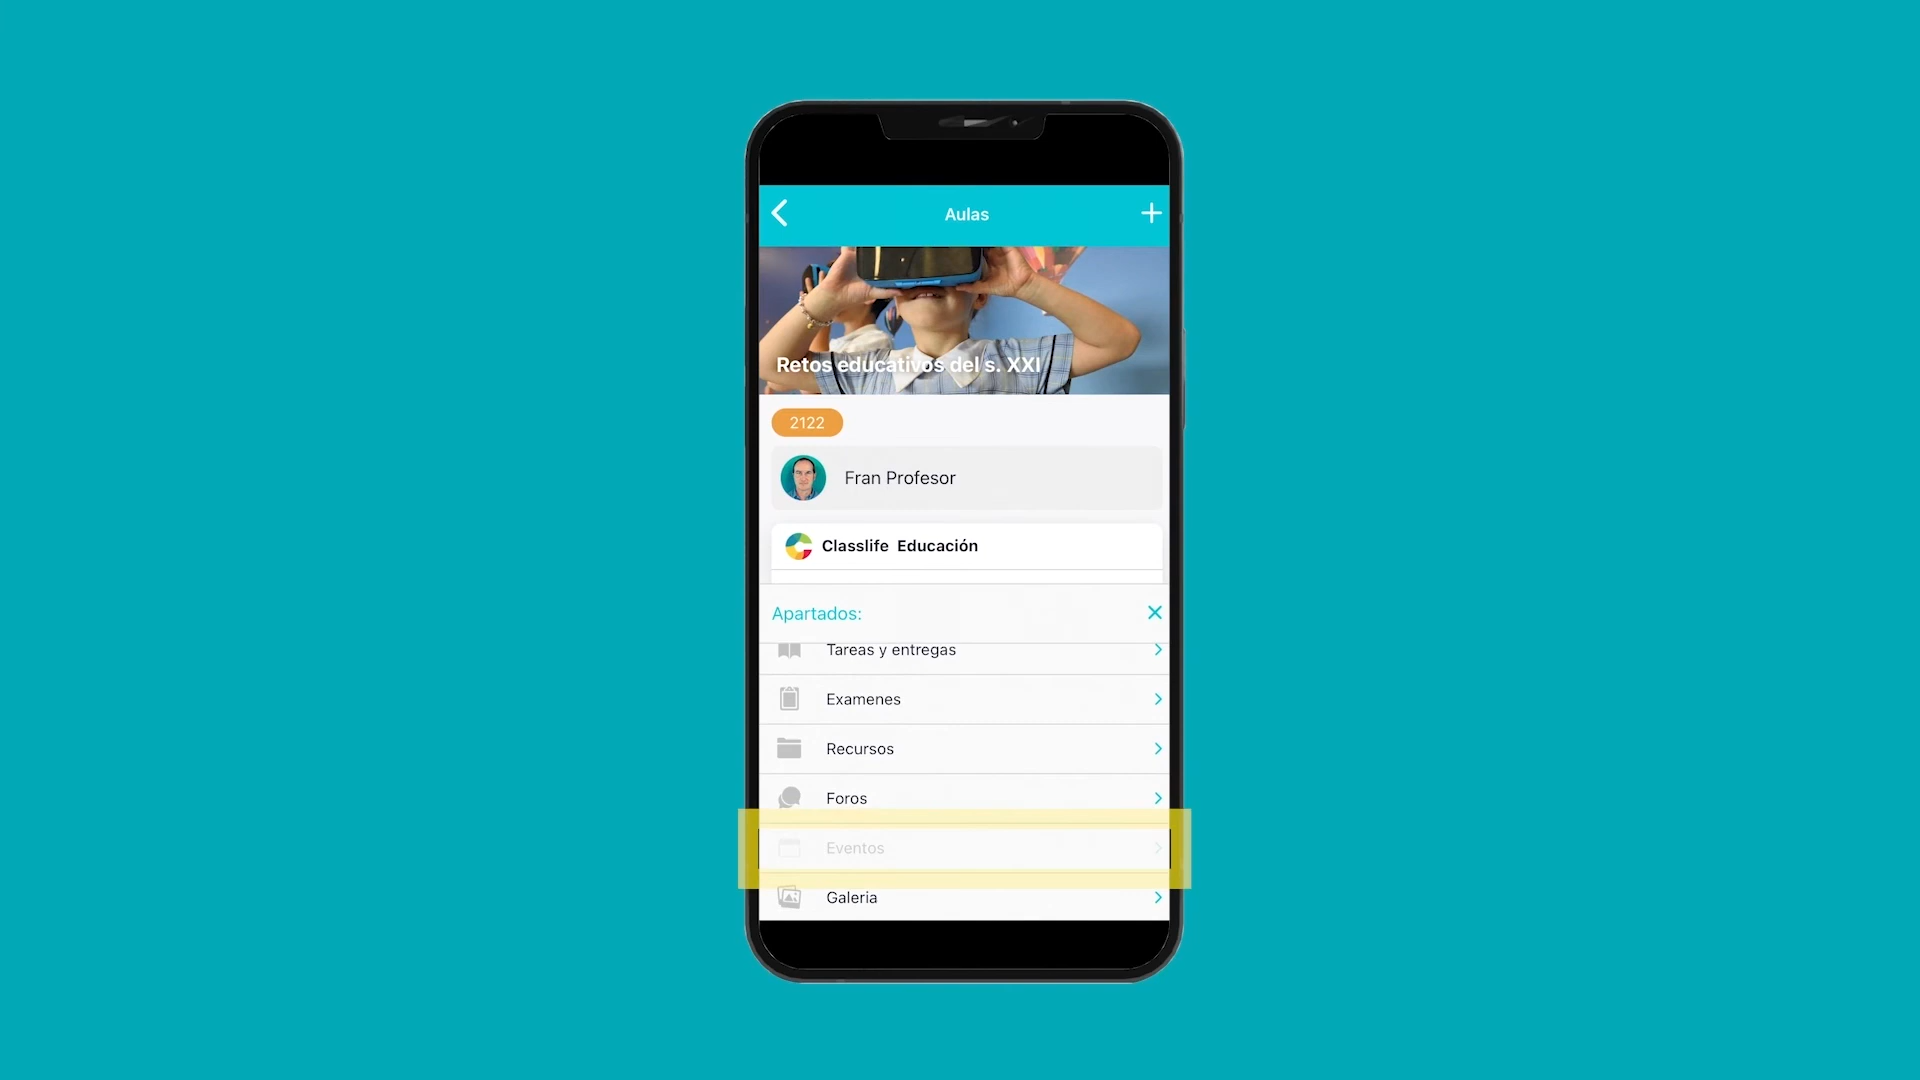 Aulas
Retos educativos del s. XXI
2122
Fran Profesor
Classlife Educación
Apartados:
Tareas y entregas
Examenes
Recursos
Foros
Eventos
Galeria